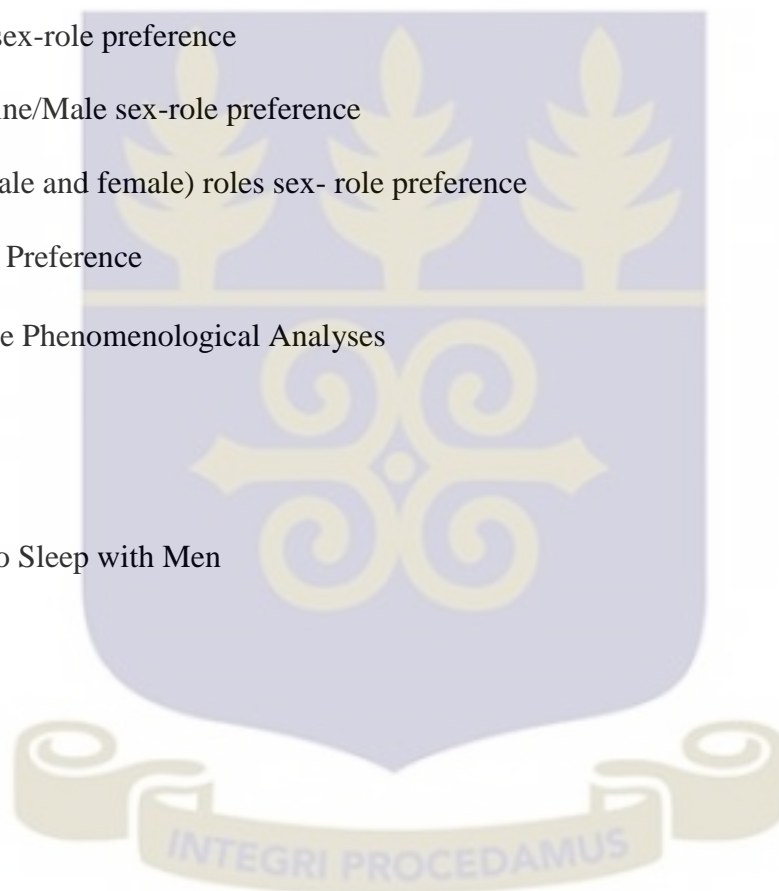 sex-role preference
ine/Male sex-role preference
ale and female) roles sex- role preference
Preference
e Phenomenological Analyses
o Sleep with Men
INTEGRI PROCEDAMUS